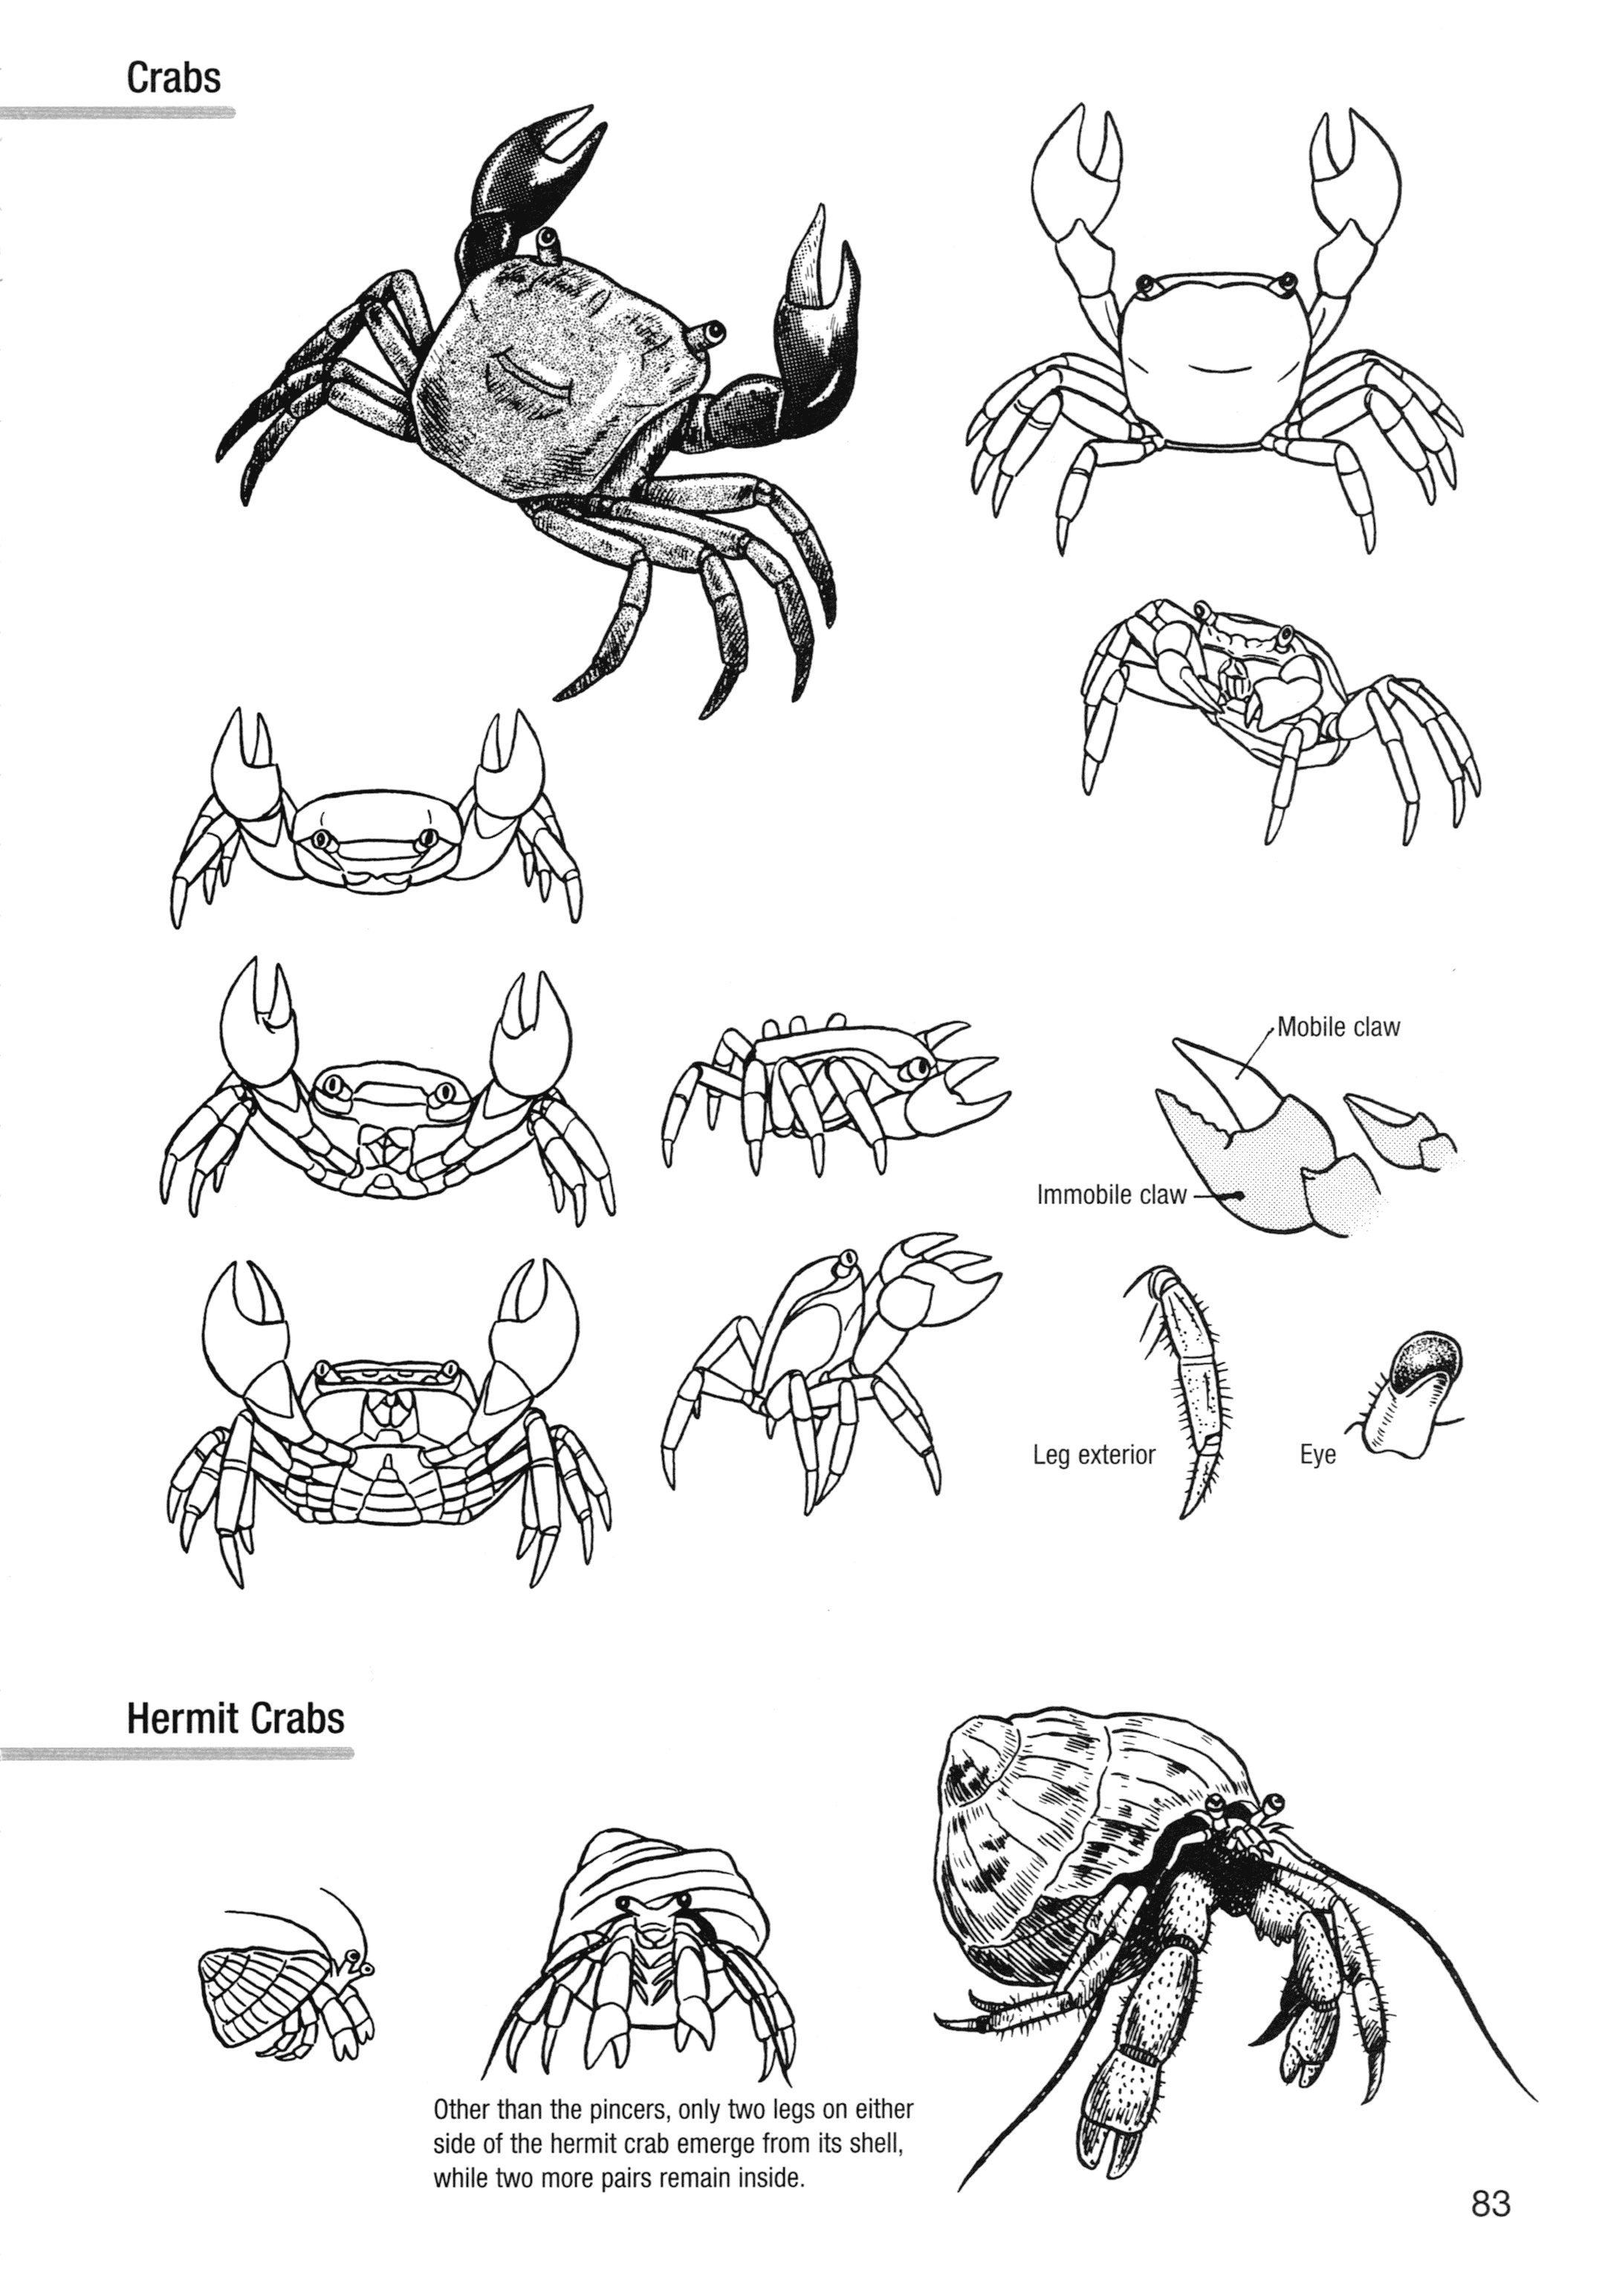 Crabs
Mobile claw
Immobile claw
Leg exterior
Eye
Hermit Crabs
Other than the pincers, only two legs on either
side of the hermit crab emerge from its shell,
while two more pairs remain inside.
83